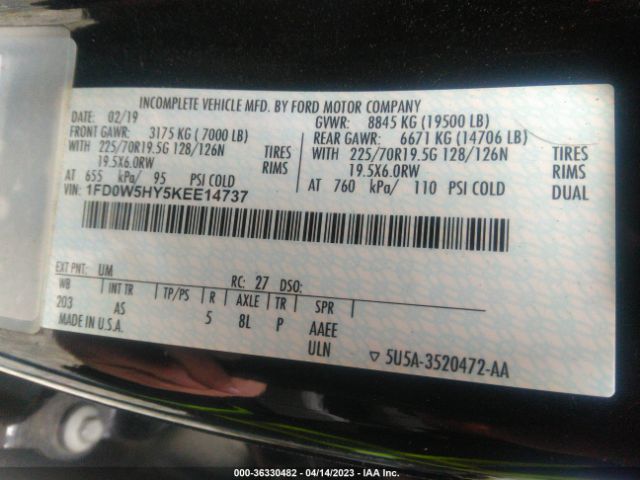 INCOMPLETE VEHICLE MFD. BY FORD MOTOR COMPANY
DATE: 02/19 GVWR: 8845 KG (19500 LB)
FRONT GAWR: 3175 KG (7000 LB) REAR GAWR: 6671 KG (14706 LB)
WITH 225/70R19.5G 128/126N TIRES WITH 225/70R19.5G 128/126N TIRES
19.5X6.0RW RIMS 19.5X6.0RW RIMS
AT 655 kPa/ 95 PSI COLD AT 760 kPa/ 110 PSI COLD DUAL
VIN: 1FD0W5HY5KEE14737
EXT PNT: UM RC: 27 DSO:
WB INT TR TP/PS R AXLE TR SPR
203 AS 5 8L P AAEE
MADE IN U.S.A. ULN ▽ 5U5A-3520472-AA
000-36330482 - 04/14/2023 - IAA Inc.